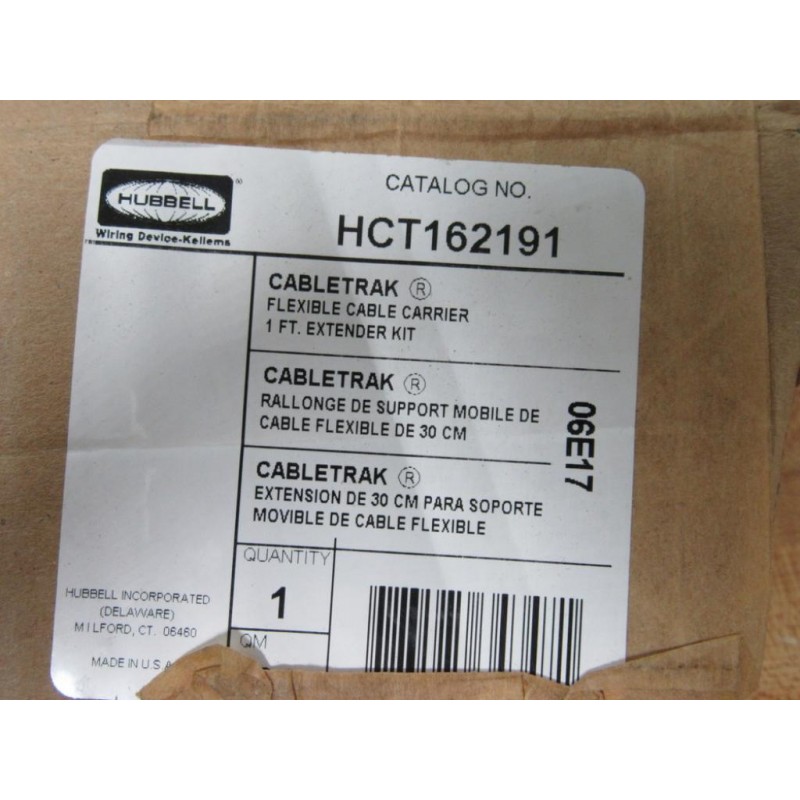 HUBBELL
®
Wiring Device-Kellems
CATALOG NO.
HCT162191
CABLETRAK ®
FLEXIBLE CABLE CARRIER
1 FT. EXTENDER KIT
CABLETRAK ®
RALLONGE DE SUPPORT MOBILE DE
CABLE FLEXIBLE DE 30 CM
CABLETRAK ®
EXTENSION DE 30 CM PARA SOPORTE
MOVIBLE DE CABLE FLEXIBLE
06E17
QUANTITY
1
QM
HUBBELL INCORPORATED
(DELAWARE)
MILFORD, CT. 06460
MADE IN U.S.A